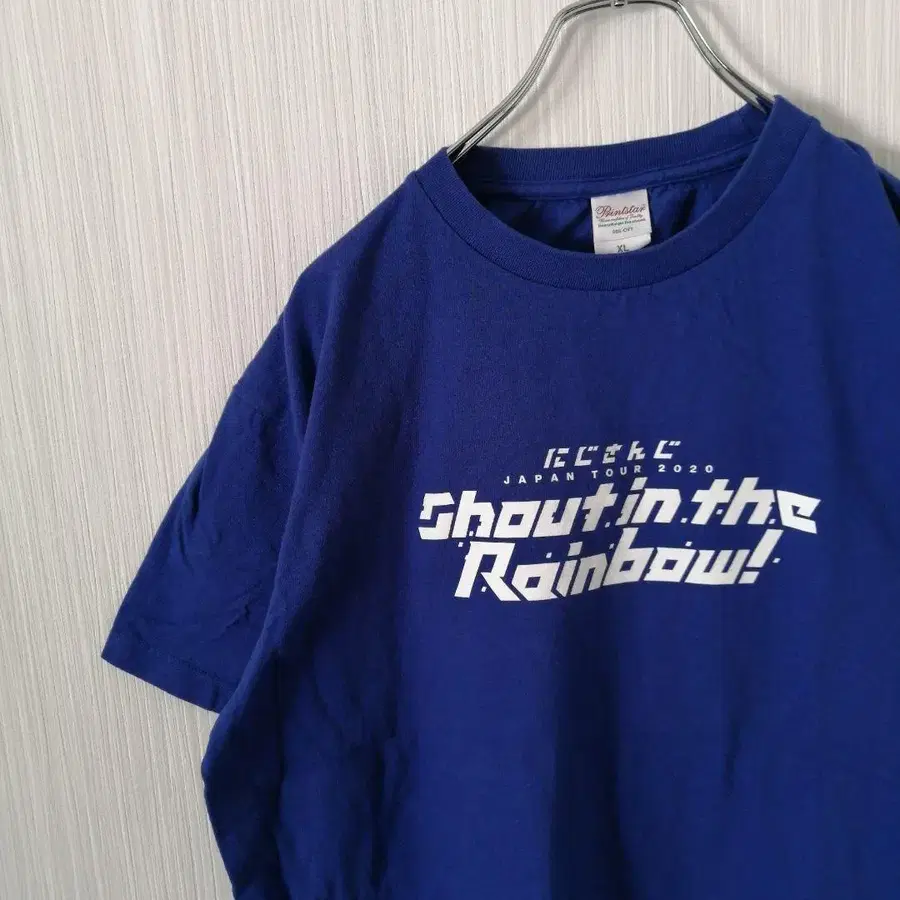 Printstar
XL
にじさんじ
JAPAN TOUR 2020
Shout in the
Rainbow!